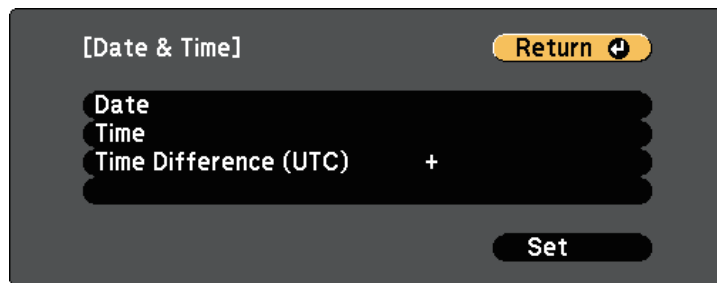 [Date & Time]
Return
Date
Time
Time Difference (UTC) +
Set